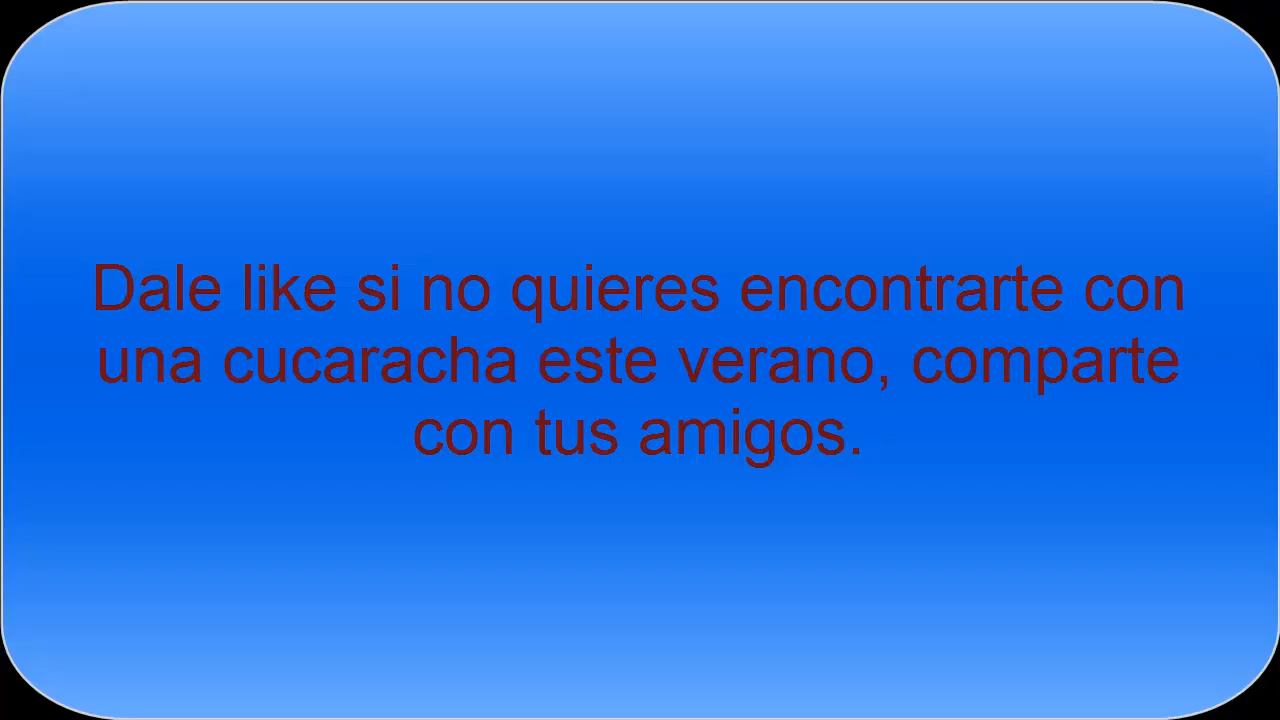 Dale like si no quieres encontrarte con
una cucaracha este verano, comparte
con tus amigos.